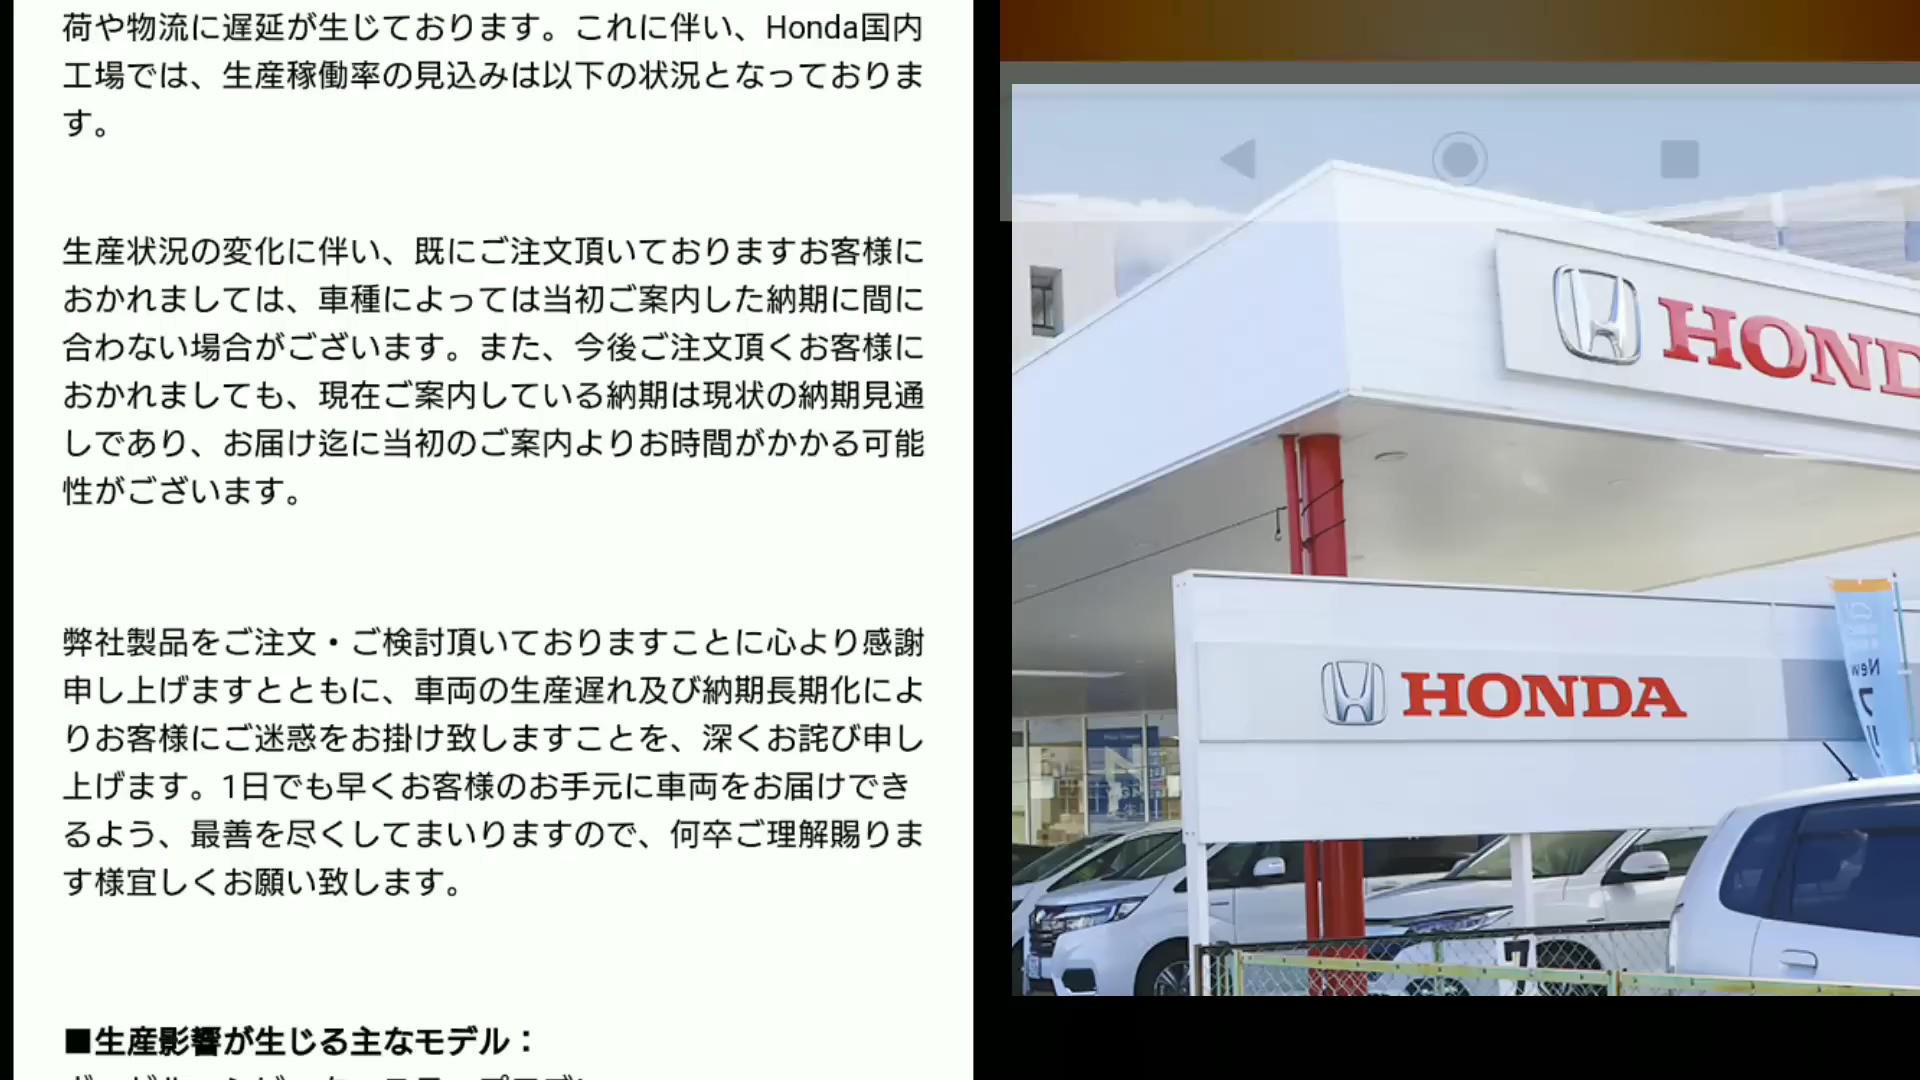 荷や物流に遅延が生じております。これに伴い、Honda国内
工場では、生産稼働率の見込みは以下の状況となっておりま
す。
生産状況の変化に伴い、既にご注文頂いておりますお客様に
おかれましては、車種によっては当初ご案内した納期に間に
合わない場合がございます。また、今後ご注文頂くお客様に
おかれましても、現在ご案内している納期は現状の納期見通
しであり、お届け迄に当初のご案内よりお時間がかかる可能
性がございます。
弊社製品をご注文・ご検討頂いておりますことに心より感謝
申し上げますとともに、車両の生産遅れ及び納期長期化によ
りお客様にご迷惑をお掛け致しますことを、深くお詫び申し
上げます。1日でも早くお客様のお手元に車両をお届けでき
るよう、最善を尽くしてまいりますので、何卒ご理解賜りま
す様宜しくお願い致します。
■生産影響が生じる主なモデル：
HOND
HONDA
New